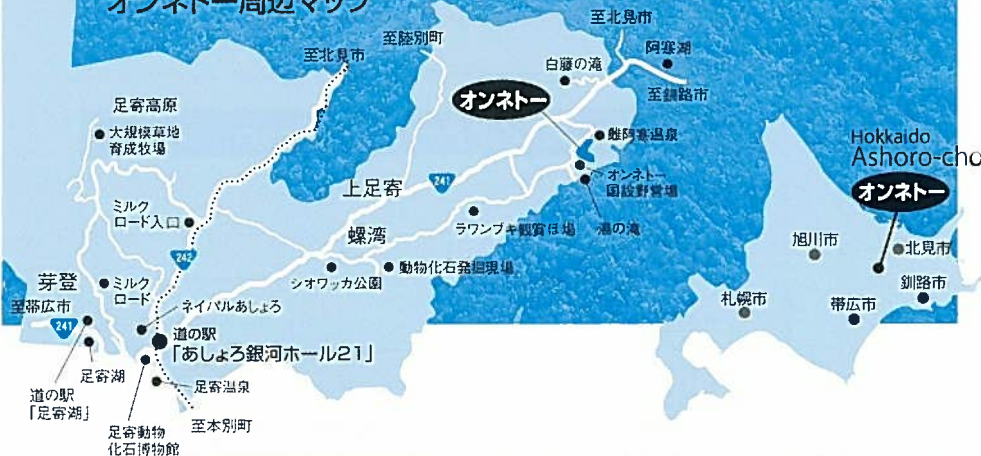 オンネトー周辺マップ
至北見市
至陸別町
至北見市
阿寒湖
白藤の滝
至釧路市
オンネトー
足寄高原
大規模草地
育成牧場
雌阿寒温泉
オンネトー
国設野営場
上足寄
241
ミルク
ロード入口
ラワンブキ観賞ほ場
湯の滝
螺湾
242
動物化石発掘現場
シオワッカ公園
芽登
ミルク
ロード
至帯広市
241
ネイパルあしょろ
道の駅
「あしょろ銀河ホール21」
足寄湖
足寄温泉
道の駅
「足寄湖」
至本別町
足寄動物
化石博物館
Hokkaido
Ashoro-cho
オンネトー
旭川市
北見市
釧路市
札幌市
帯広市